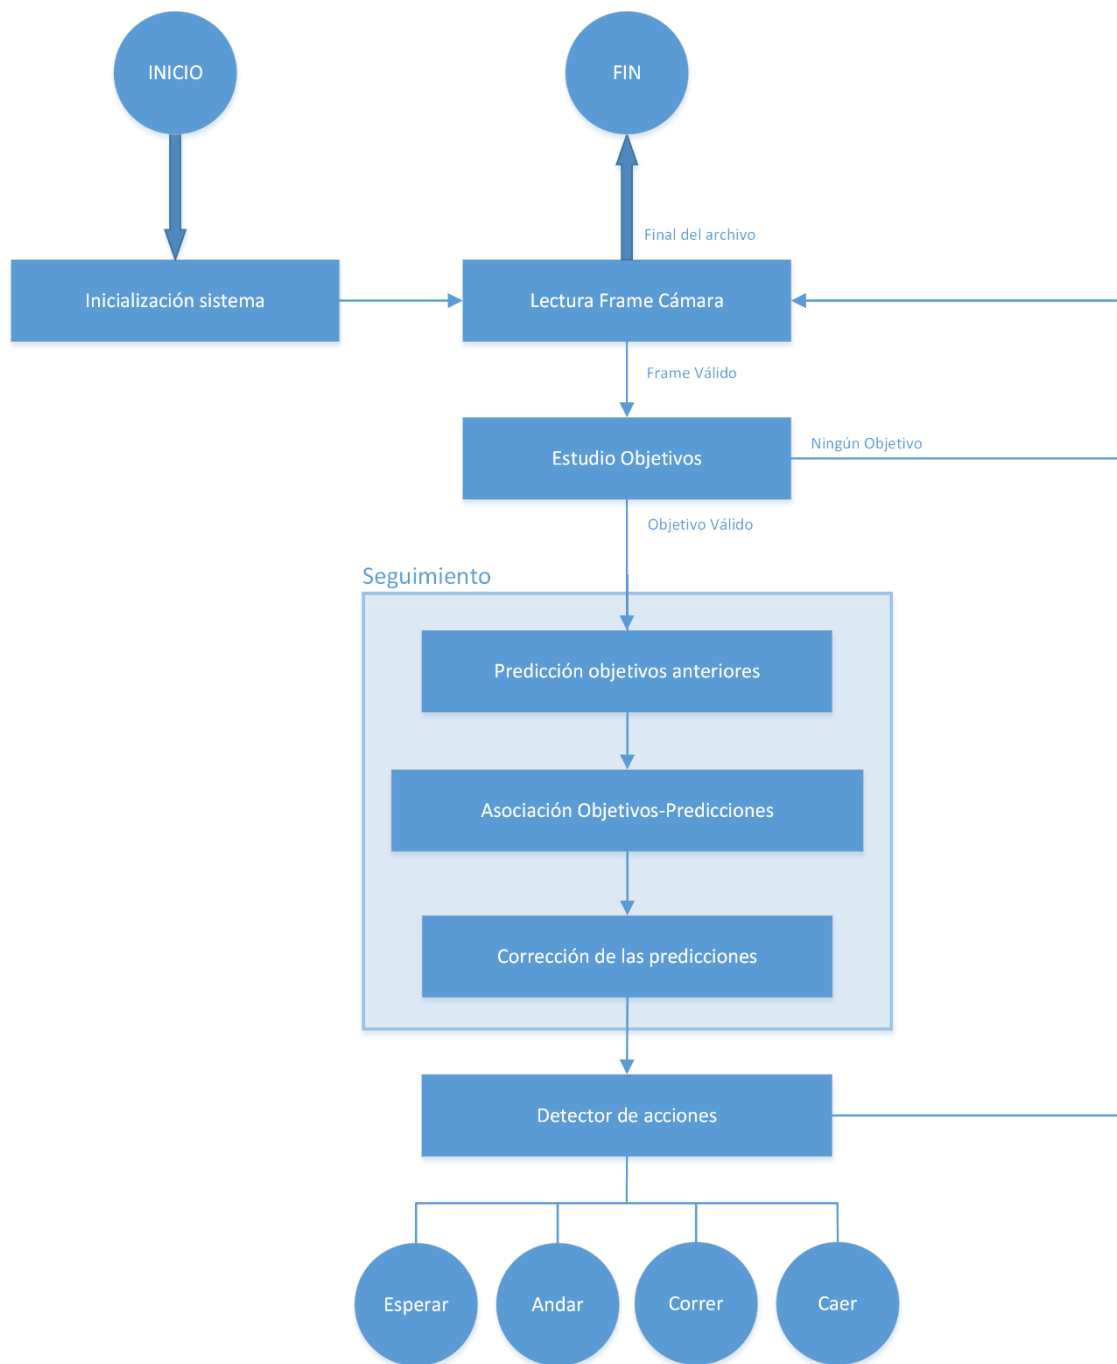 INICIO
FIN
Final del archivo
Inicialización sistema
Lectura Frame Cámara
Frame Válido
Estudio Objetivos
Ningún Objetivo
Objetivo Válido
Seguimiento
Predicción objetivos anteriores
Asociación Objetivos-Predicciones
Corrección de las predicciones
Detector de acciones
Esperar
Andar
Correr
Caer